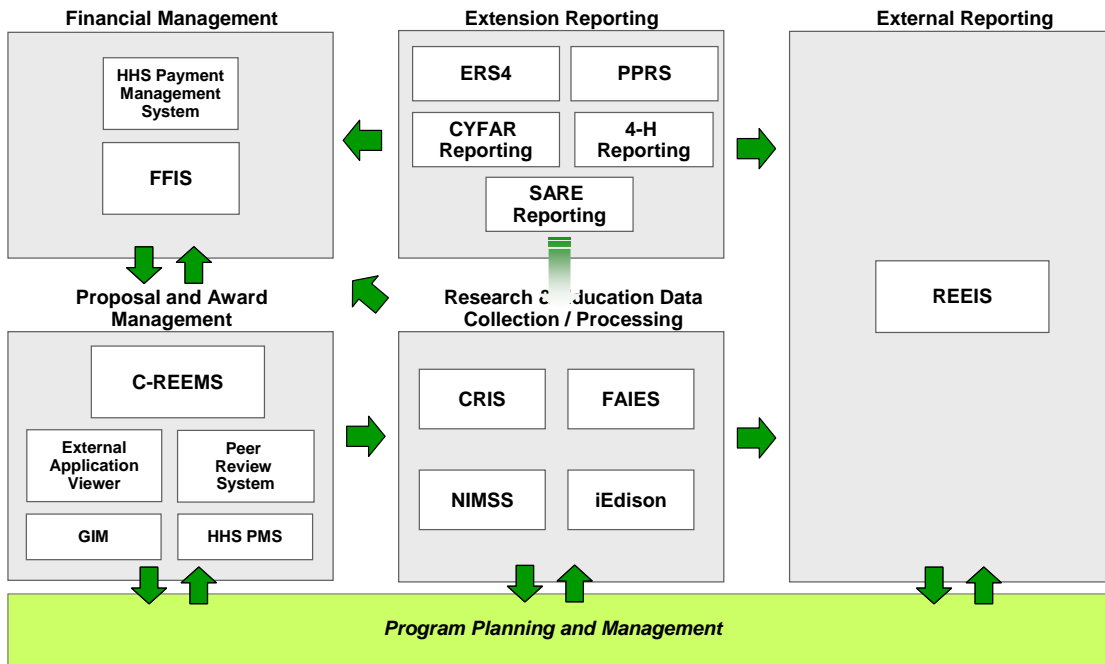 Financial Management
HHS Payment
Management
System
FFIS
Extension Reporting
ERS4
PPRS
CYFAR
Reporting
4-H
Reporting
SARE
Reporting
External Reporting
REEIS
Proposal and Award
Management
C-REEMS
External
Application
Viewer
Peer
Review
System
GIM
HHS PMS
Research & Education Data
Collection / Processing
CRIS
FAIES
NIMSS
iEdison
Program Planning and Management